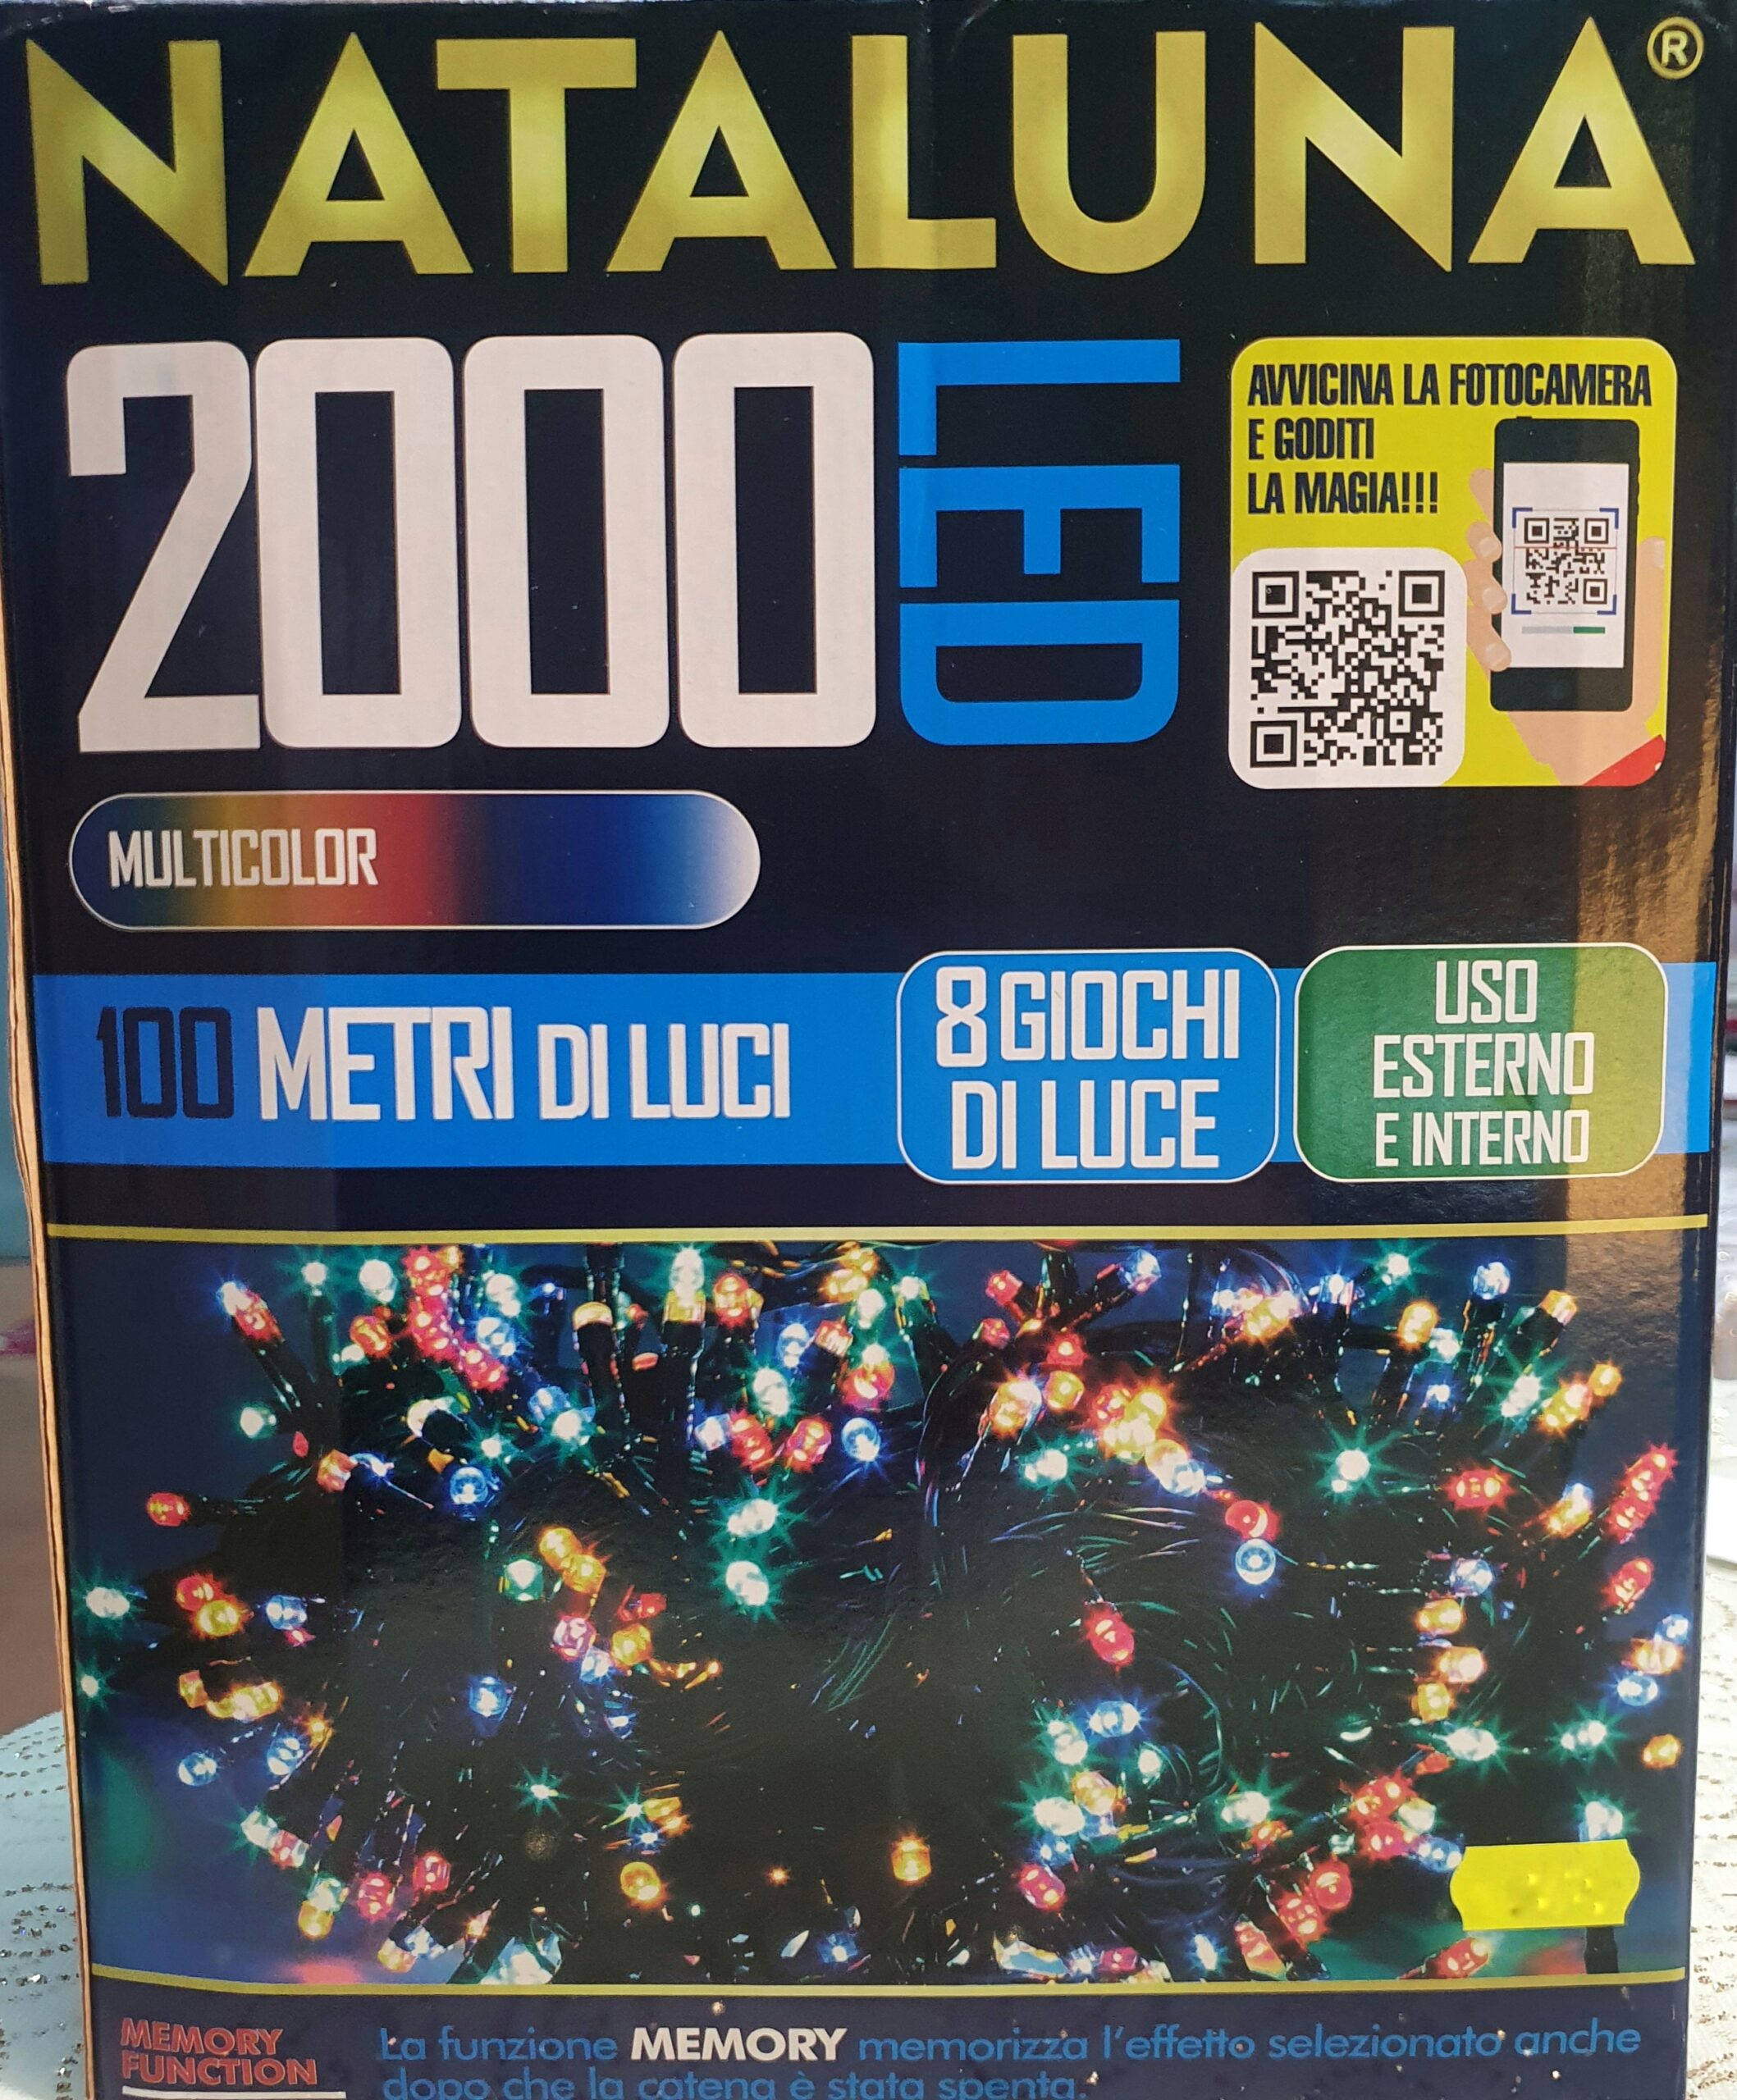 NATALUNA®
2000 LED
AVVICINA LA FOTOCAMERA
E GODITI
LA MAGIA!!!
MULTICOLOR
100 METRI DI LUCI
8 GIOCHI
DI LUCE
USO
ESTERNO
E INTERNO
MEMORY
FUNCTION
La funzione MEMORY memorizza l'effetto selezionato anche
dopo che la catena è stata spenta.